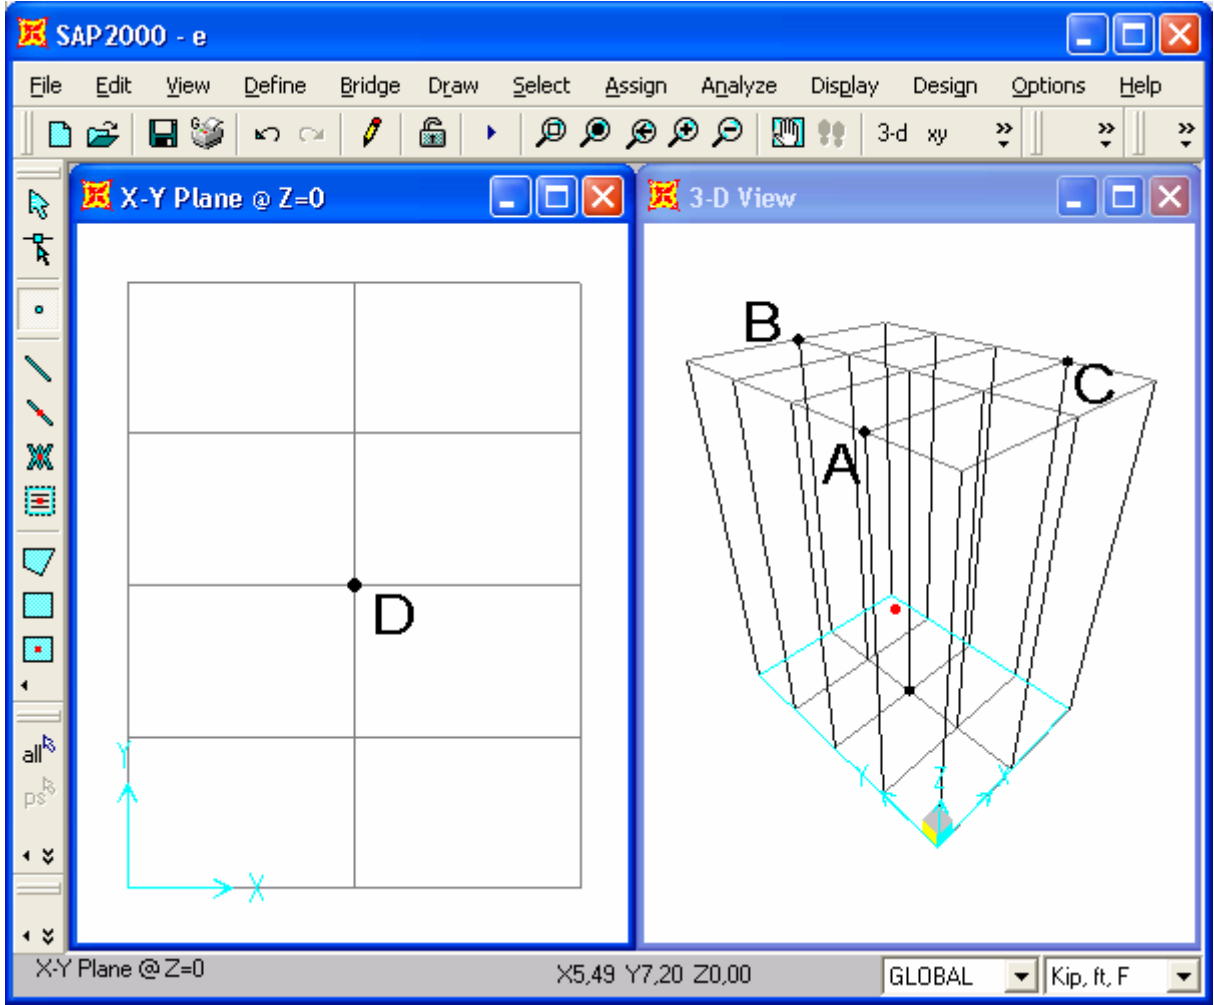 SAP2000 - e
File Edit View Define Bridge Draw Select Assign Analyze Display Design Options Help
3-d xy
X-Y Plane @ Z=0
3-D View
B
C
A
D
all
ps
Y
X
Y
Z
X
X-Y Plane @ Z=0 X5,49 Y7,20 Z0,00 GLOBAL Kip, ft, F